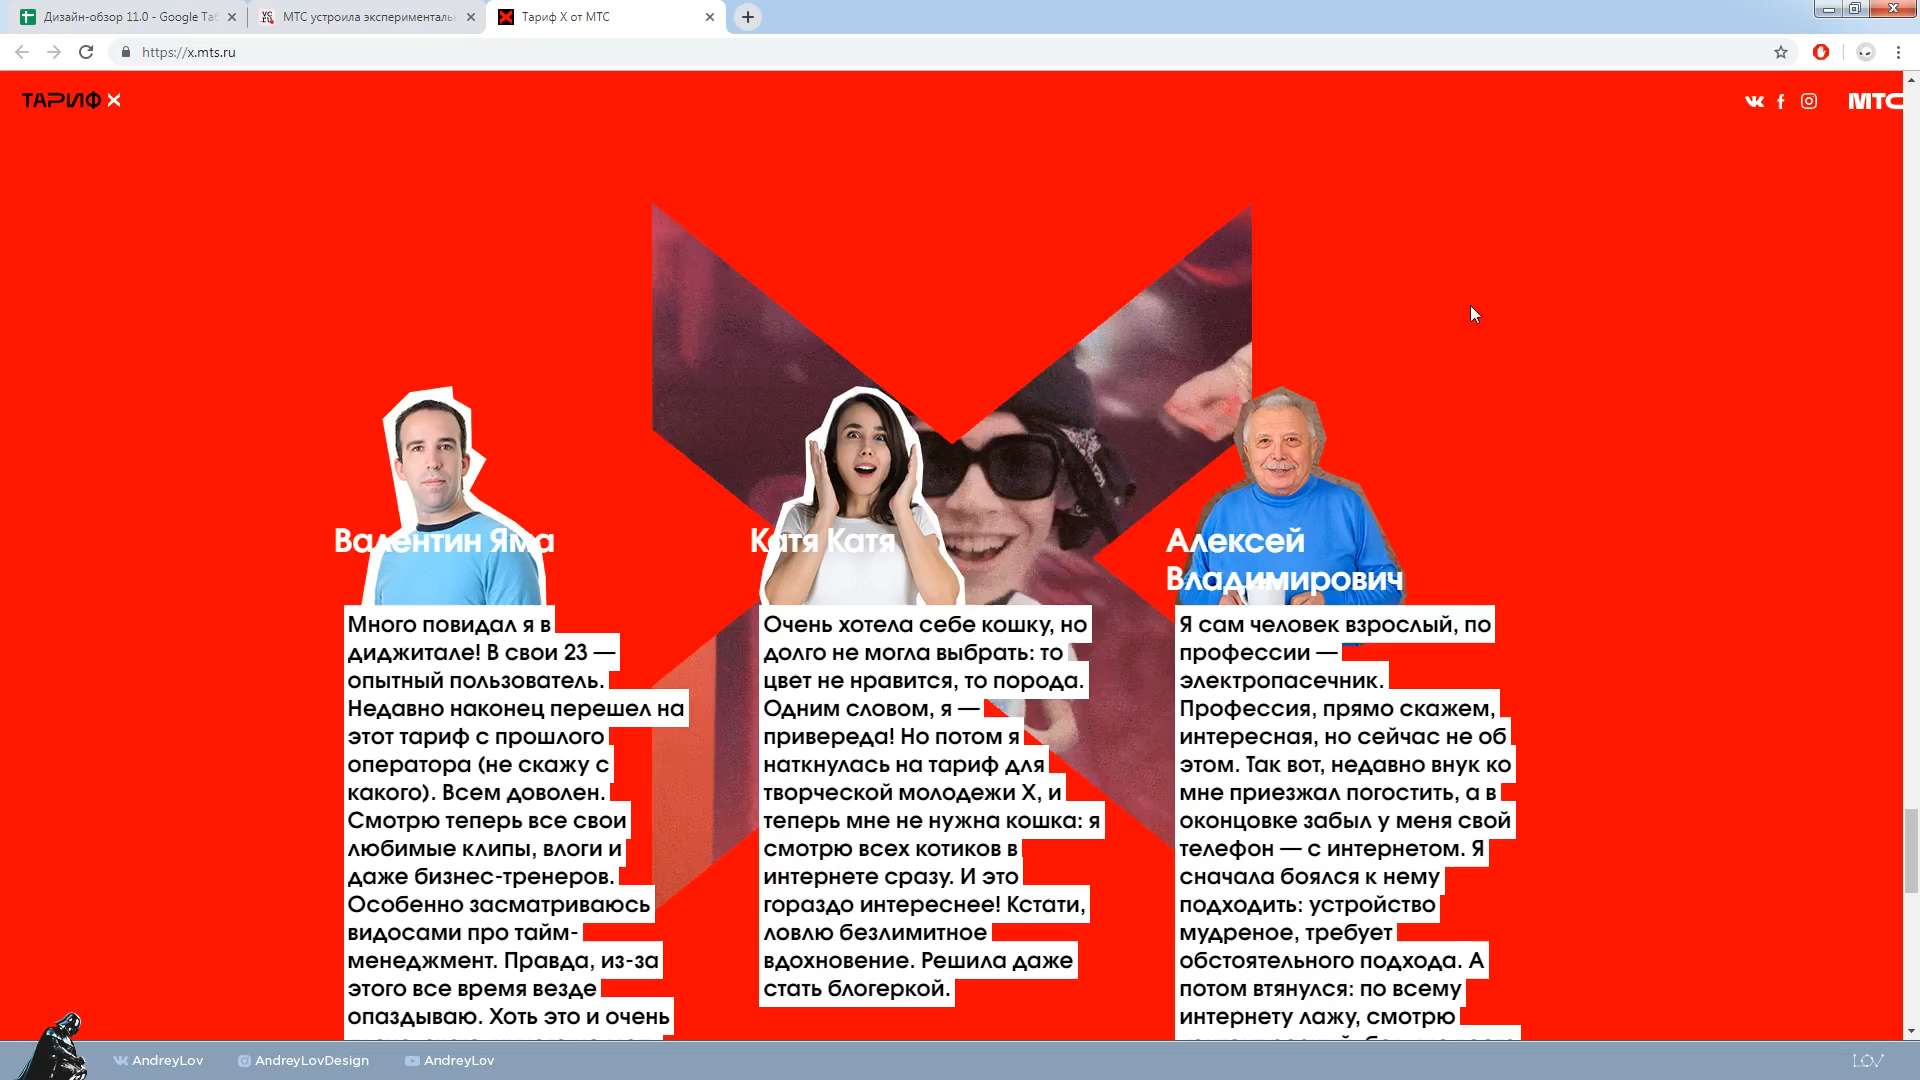 Дизайн-обзор 11.0 - Google Таб
МТС устроила эксперименталь
Тариф X от МТС
https://x.mts.ru
ТАРИФ X
МТС
Валентин Яма
Много повидал я в
диджитале! В свои 23 —
опытный пользователь.
Недавно наконец перешел на
этот тариф с прошлого
оператора (не скажу с
какого). Всем доволен.
Смотрю теперь все свои
любимые клипы, влоги и
даже бизнес-тренеров.
Особенно засматриваюсь
видосами про тайм-
менеджмент. Правда, из-за
этого все время везде
опаздываю. Хоть это и очень
Катя Катя
Очень хотела себе кошку, но
долго не могла выбрать: то
цвет не нравится, то порода.
Одним словом, я —
привереда! Но потом я
наткнулась на тариф для
творческой молодежи X, и
теперь мне не нужна кошка: я
смотрю всех котиков в
интернете сразу. И это
гораздо интереснее! Кстати,
ловлю безлимитное
вдохновение. Решила даже
стать блогеркой.
Алексей
Владимирович
Я сам человек взрослый, по
профессии —
электропасечник.
Профессия, прямо скажем,
интересная, но сейчас не об
этом. Так вот, недавно внук ко
мне приезжал погостить, а в
оконцовке забыл у меня свой
телефон — с интернетом. Я
сначала боялся к нему
подходить: устройство
мудреное, требует
обстоятельного подхода. А
потом втянулся: по всему
интернету лажу, смотрю
AndreyLov
AndreyLovDesign
AndreyLov
LOV